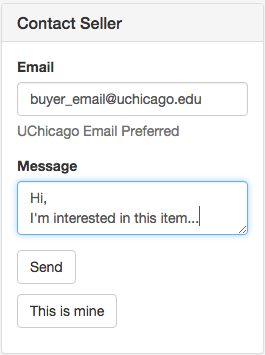 Contact Seller
Email
buyer_email@uchicago.edu
UChicago Email Preferred
Message
Hi,
I'm interested in this item...
Send
This is mine